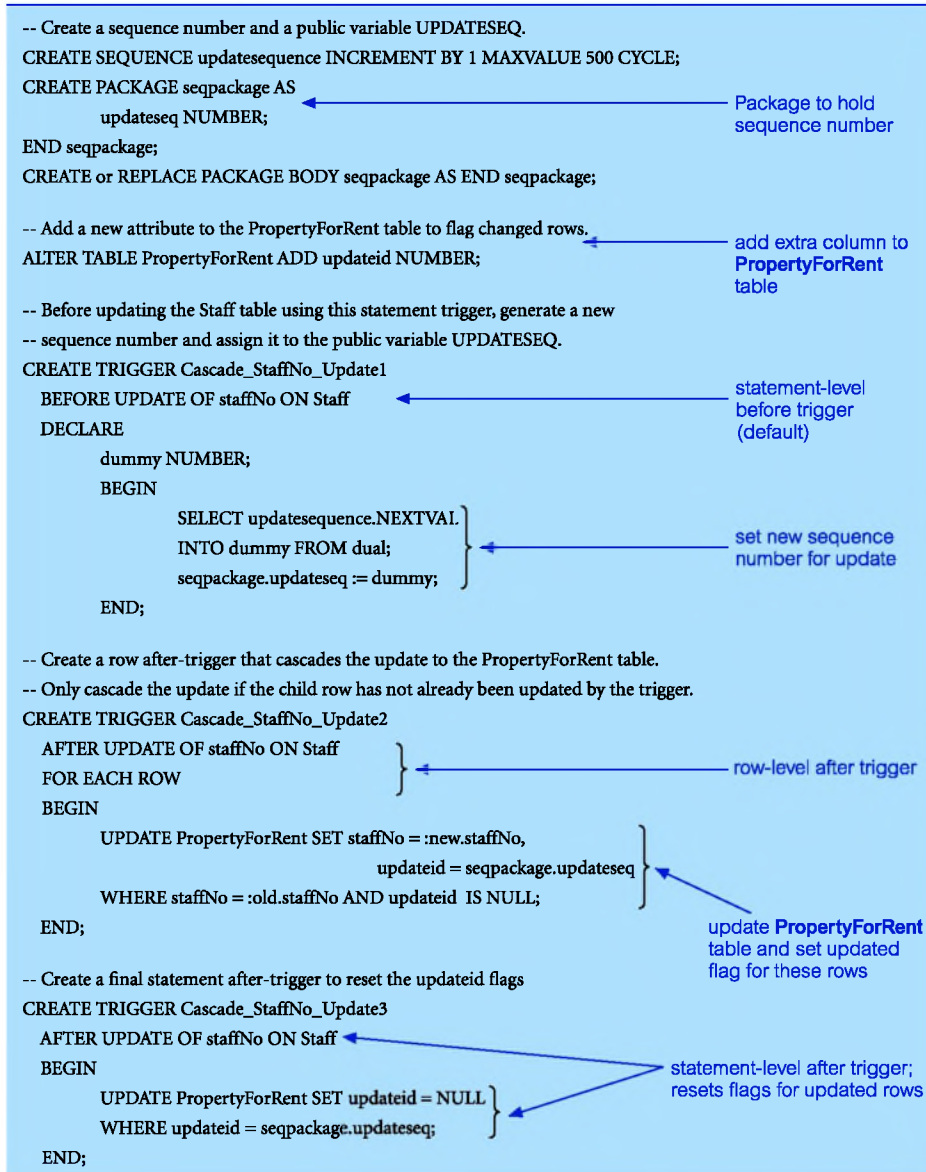 -- Create a sequence number and a public variable UPDATESEQ.
CREATE SEQUENCE updatesequence INCREMENT BY 1 MAXVALUE 500 CYCLE;
CREATE PACKAGE seqpackage AS
updateseq NUMBER;
END seqpackage;
CREATE or REPLACE PACKAGE BODY seqpackage AS END seqpackage;
Package to hold
sequence number
-- Add a new attribute to the PropertyForRent table to flag changed rows.
ALTER TABLE PropertyForRent ADD updateid NUMBER;
add extra column to
PropertyForRent
table
-- Before updating the Staff table using this statement trigger, generate a new
-- sequence number and assign it to the public variable UPDATESEQ.
CREATE TRIGGER Cascade_StaffNo_Update1
BEFORE UPDATE OF staffNo ON Staff
DECLARE
dummy NUMBER;
BEGIN
SELECT updatesequence.NEXTVAL
INTO dummy FROM dual;
seqpackage.updateseq := dummy;
END;
statement-level
before trigger
(default)
set new sequence
number for update
-- Create a row after-trigger that cascades the update to the PropertyForRent table.
-- Only cascade the update if the child row has not already been updated by the trigger.
CREATE TRIGGER Cascade_StaffNo_Update2
AFTER UPDATE OF staffNo ON Staff
FOR EACH ROW
BEGIN
UPDATE PropertyForRent SET staffNo = :new.staffNo,
updateid = seqpackage.updateseq
WHERE staffNo = :old.staffNo AND updateid IS NULL;
END;
row-level after trigger
update PropertyForRent
table and set updated
flag for these rows
-- Create a final statement after-trigger to reset the updateid flags
CREATE TRIGGER Cascade_StaffNo_Update3
AFTER UPDATE OF staffNo ON Staff
BEGIN
UPDATE PropertyForRent SET updateid = NULL
WHERE updateid = seqpackage.updateseq;
END;
statement-level after trigger;
resets flags for updated rows